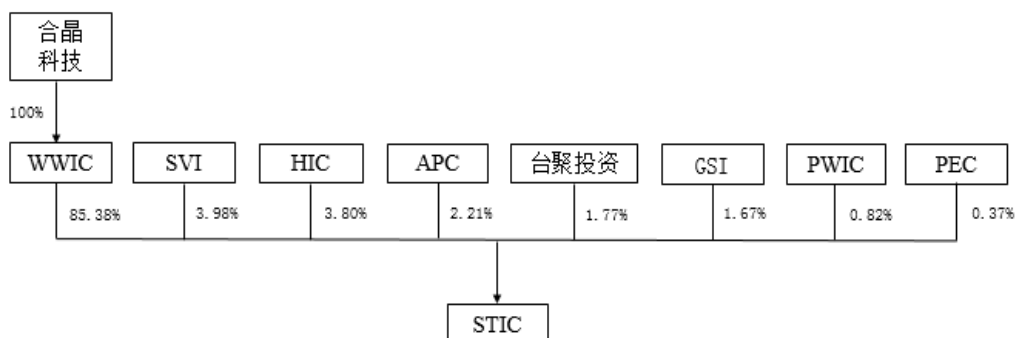 合晶
科技
100%
WWIC
SVI
HIC
APC
台聚投资
GSI
PWIC
PEC
85.38%
3.98%
3.80%
2.21%
1.77%
1.67%
0.82%
0.37%
STIC